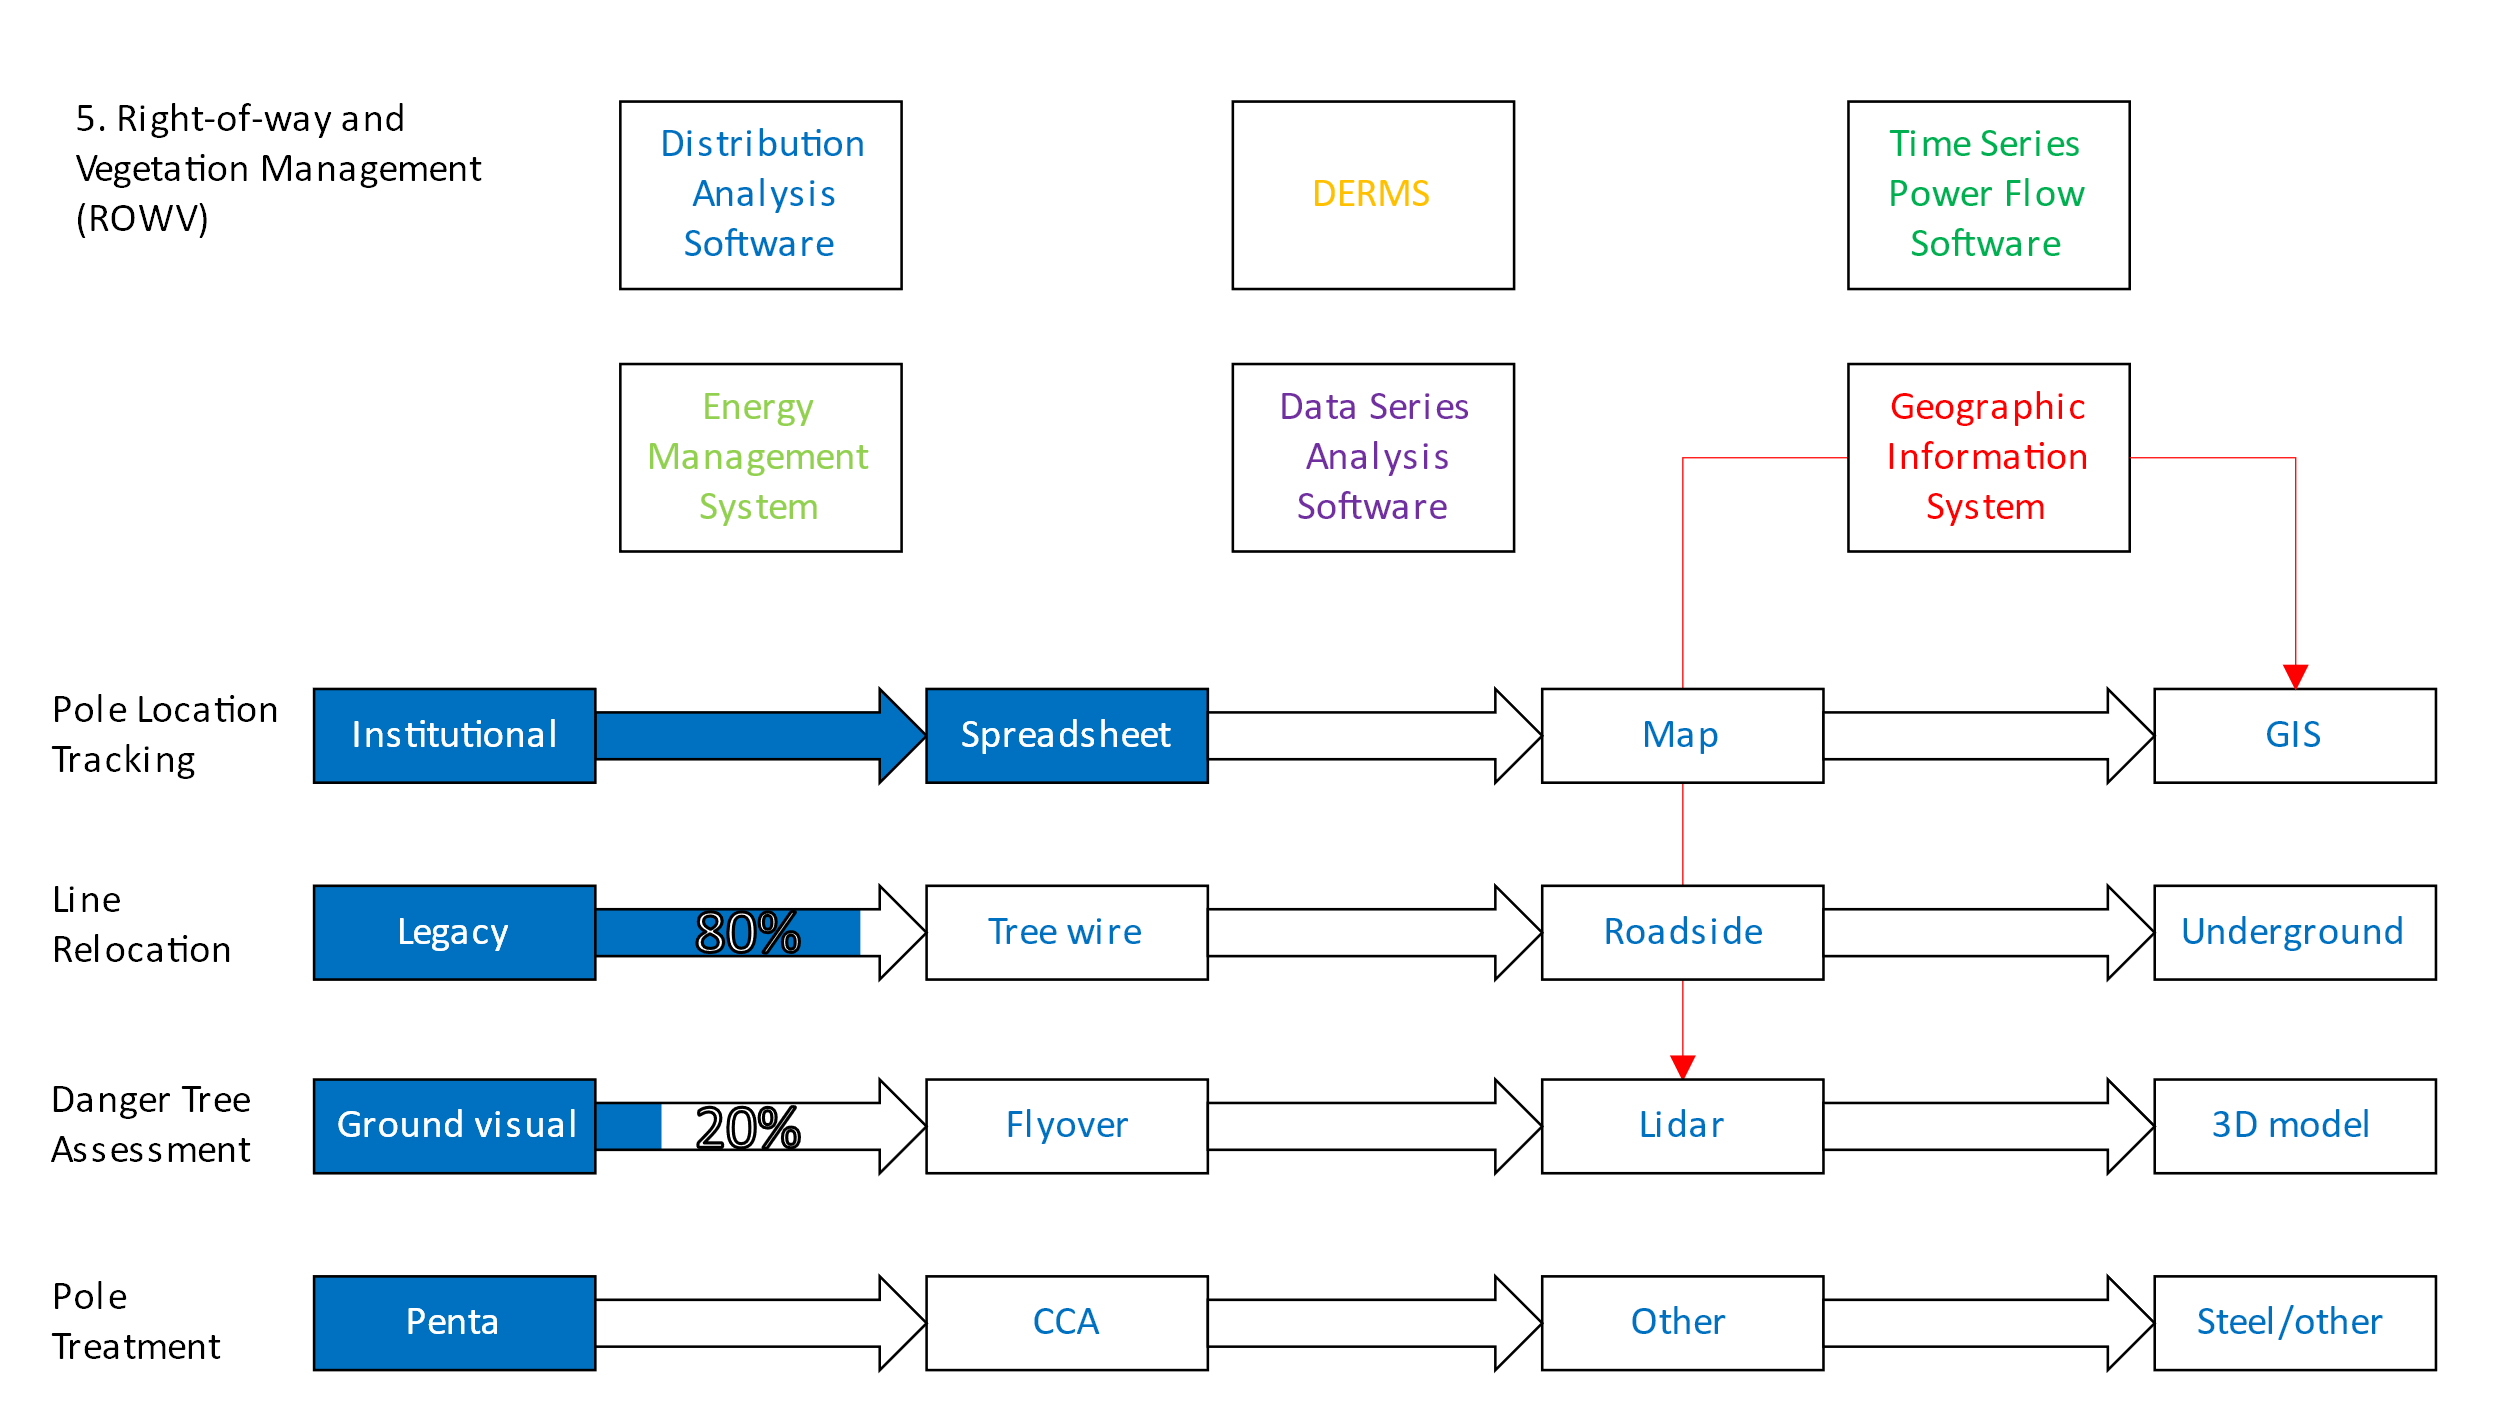 5. Right-of-way and
Vegetation Management
(ROWV)
Distribution
Analysis
Software
DERMS
Time Series
Power Flow
Software
Energy
Management
System
Data Series
Analysis
Software
Geographic
Information
System
Pole Location
Tracking
Institutional
Spreadsheet
Map
GIS
Line
Relocation
Legacy
80%
Tree wire
Roadside
Underground
Danger Tree
Assessment
Ground visual
20%
Flyover
Lidar
3D model
Pole
Treatment
Penta
CCA
Other
Steel/other